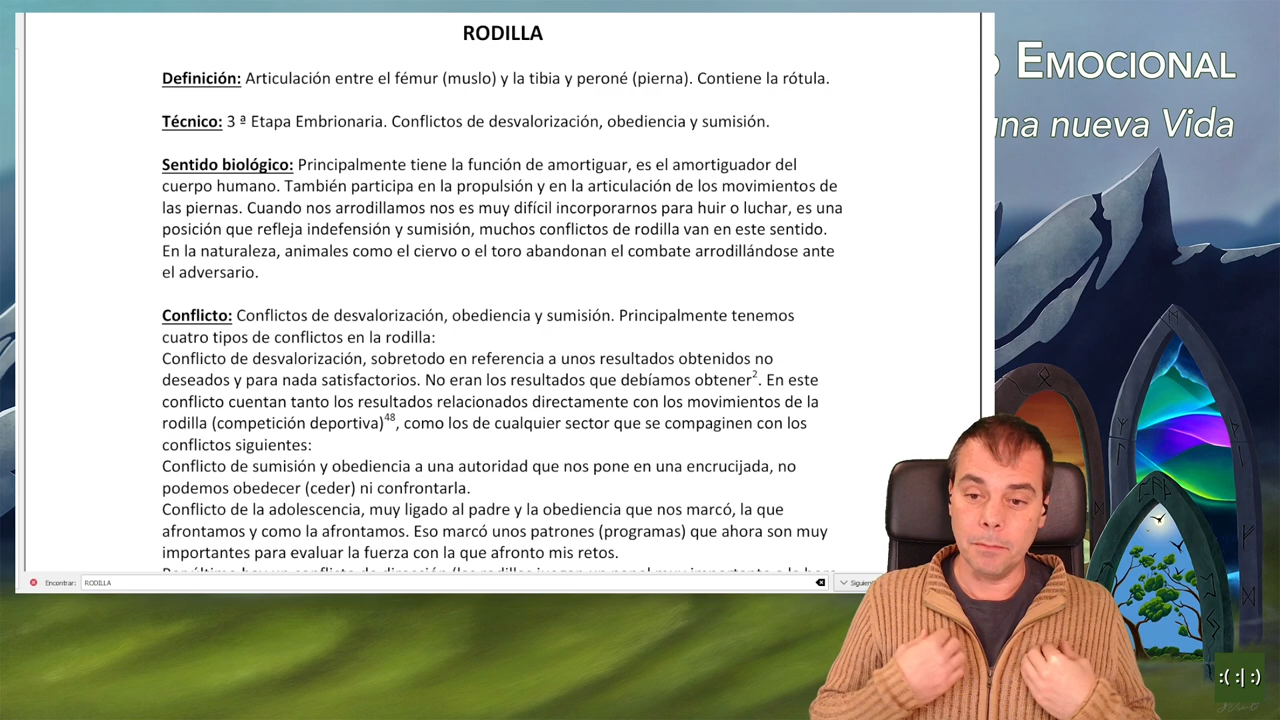 RODILLA
Definición: Articulación entre el fémur (muslo) y la tibia y peroné (pierna). Contiene la rótula.
Técnico: 3 ª Etapa Embrionaria. Conflictos de desvalorización, obediencia y sumisión.
Sentido biológico: Principalmente tiene la función de amortiguar, es el amortiguador del
cuerpo humano. También participa en la propulsión y en la articulación de los movimientos de
las piernas. Cuando nos arrodillamos nos es muy difícil incorporarnos para huir o luchar, es una
posición que refleja indefensión y sumisión, muchos conflictos de rodilla van en este sentido.
En la naturaleza, animales como el ciervo o el toro abandonan el combate arrodillándose ante
el adversario.
Conflicto: Conflictos de desvalorización, obediencia y sumisión. Principalmente tenemos
cuatro tipos de conflictos en la rodilla:
Conflicto de desvalorización, sobretodo en referencia a unos resultados obtenidos no
deseados y para nada satisfactorios. No eran los resultados que debíamos obtener2. En este
conflicto cuentan tanto los resultados relacionados directamente con los movimientos de la
rodilla (competición deportiva)48, como los de cualquier sector que se compaginen con los
conflictos siguientes:
Conflicto de sumisión y obediencia a una autoridad que nos pone en una encrucijada, no
podemos obedecer (ceder) ni confrontarla.
Conflicto de la adolescencia, muy ligado al padre y la obediencia que nos marcó, la que
afrontamos y como la afrontamos. Eso marcó unos patrones (programas) que ahora son muy
importantes para evaluar la fuerza con la que afronto mis retos.
Encontrar: RODILLA
EMOCIONAL
una nueva Vida
:( :| :)